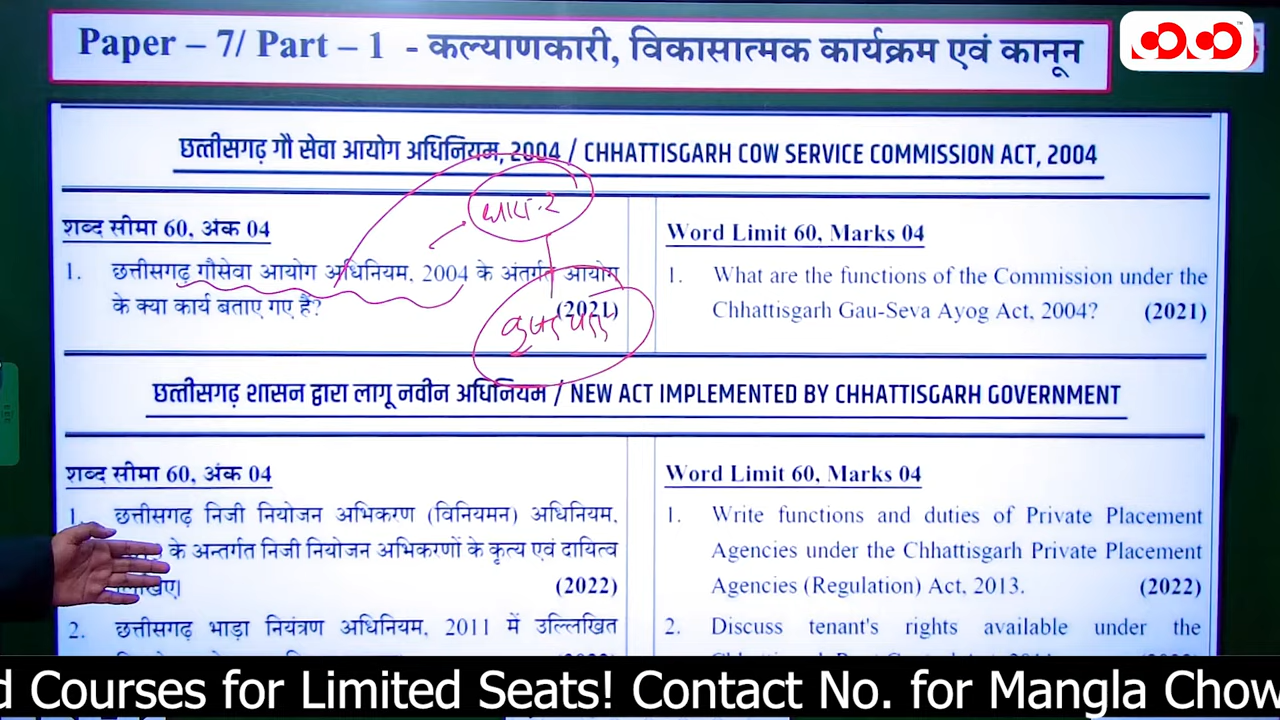 Paper – 7/ Part – 1 - कल्याणकारी, विकासात्मक कार्यक्रम एवं कानून
छत्तीसगढ़ गौ सेवा आयोग अधिनियम, 2004 / CHHATTISGARH COW SERVICE COMMISSION ACT, 2004
शब्द सीमा 60, अंक 04
1. छत्तीसगढ़ गौसेवा आयोग अधिनियम, 2004 के अंतर्गत आयोग
के क्या कार्य बताए गए है? (2021)
धारा-2
Word Limit 60, Marks 04
1. What are the functions of the Commission under the
Chhattisgarh Gau-Seva Ayog Act, 2004? (2021)
छत्तीसगढ़ शासन द्वारा लागू नवीन अधिनियम / NEW ACT IMPLEMENTED BY CHHATTISGARH GOVERNMENT
शब्द सीमा 60, अंक 04
1. छत्तीसगढ़ निजी नियोजन अभिकरण (विनियमन) अधिनियम,
के अन्तर्गत निजी नियोजन अभिकरणों के कृत्य एवं दायित्व
(2022)
2. छत्तीसगढ़ भाड़ा नियंत्रण अधिनियम, 2011 में उल्लिखित
Word Limit 60, Marks 04
1. Write functions and duties of Private Placement
Agencies under the Chhattisgarh Private Placement
Agencies (Regulation) Act, 2013. (2022)
2. Discuss tenant's rights available under the
d Courses for Limited Seats! Contact No. for Mangla Chow